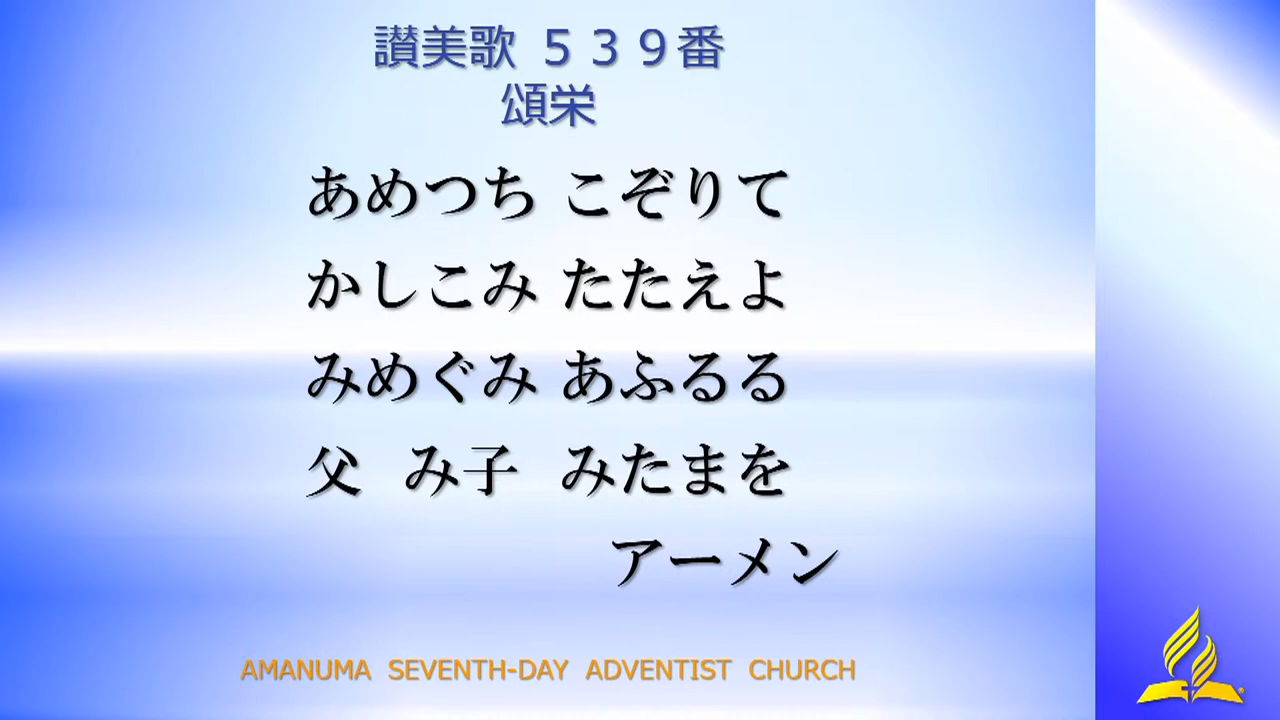 讃美歌 ５３９番
頌栄
あめつち こぞりて
かしこみ たたえよ
みめぐみ あふるる
父 み子 みたまを
アーメン
AMANUMA SEVENTH-DAY ADVENTIST CHURCH